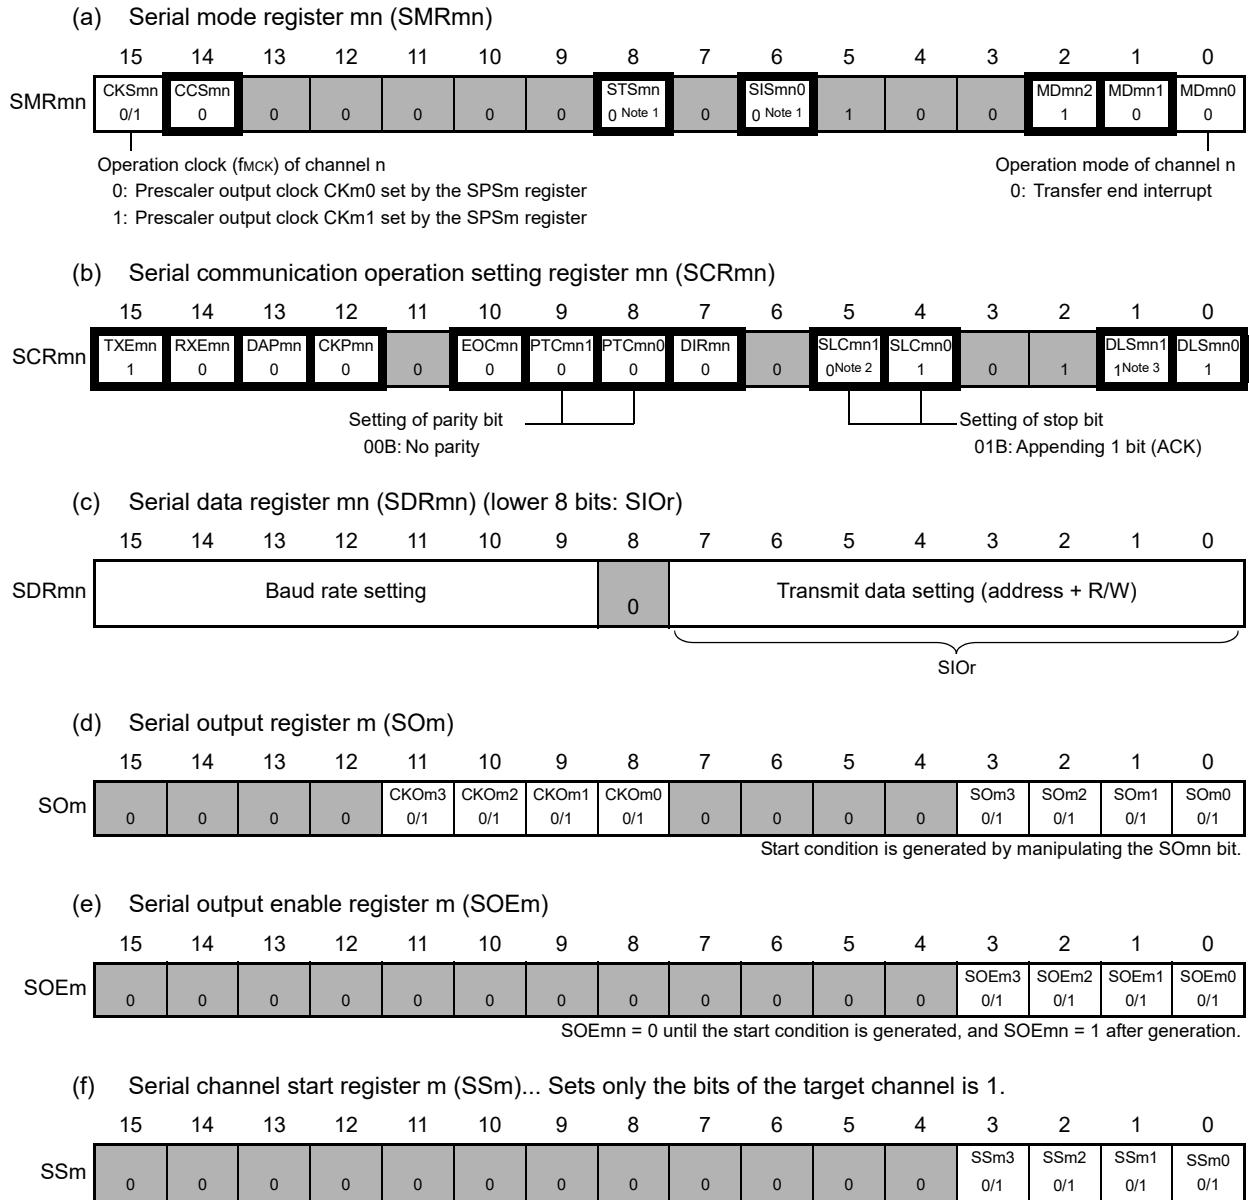 (a) Serial mode register mn (SMRmn)
15 14 13 12 11 10 9 8 7 6 5 4 3 2 1 0
SMRmn CKSmn CCSmn STSmn SISmn0 MDmn2 MDmn1 MDmn0
0/1 0 0 0 0 0 0 0 Note 1 0 0 Note 1 1 0 0 1 0 0
Operation clock (fMCK) of channel n Operation mode of channel n
0: Prescaler output clock CKm0 set by the SPSm register 0: Transfer end interrupt
1: Prescaler output clock CKm1 set by the SPSm register
(b) Serial communication operation setting register mn (SCRmn)
15 14 13 12 11 10 9 8 7 6 5 4 3 2 1 0
SCRmn TXEmn RXEmn DAPmn CKPmn EOCmn PTCmn1 PTCmn0 DIRmn SLCmn1 SLCmn0 DLSmn1 DLSmn0
1 0 0 0 0 0 0 0 0 0 0Note 2 1 0 1 1Note 3 1
Setting of parity bit Setting of stop bit
00B: No parity 01B: Appending 1 bit (ACK)
(c) Serial data register mn (SDRmn) (lower 8 bits: SIOr)
15 14 13 12 11 10 9 8 7 6 5 4 3 2 1 0
SDRmn Baud rate setting 0 Transmit data setting (address + R/W)
SIOr
(d) Serial output register m (SOm)
15 14 13 12 11 10 9 8 7 6 5 4 3 2 1 0
SOm CKOm3 CKOm2 CKOm1 CKOm0 SOm3 SOm2 SOm1 SOm0
0 0 0 0 0/1 0/1 0/1 0/1 0 0 0 0 0/1 0/1 0/1 0/1
Start condition is generated by manipulating the SOmn bit.
(e) Serial output enable register m (SOEm)
15 14 13 12 11 10 9 8 7 6 5 4 3 2 1 0
SOEm SOEm3 SOEm2 SOEm1 SOEm0
0 0 0 0 0 0 0 0 0 0 0 0 0/1 0/1 0/1 0/1
SOEmn = 0 until the start condition is generated, and SOEmn = 1 after generation.
(f) Serial channel start register m (SSm)... Sets only the bits of the target channel is 1.
15 14 13 12 11 10 9 8 7 6 5 4 3 2 1 0
SSm SSm3 SSm2 SSm1 SSm0
0 0 0 0 0 0 0 0 0 0 0 0 0/1 0/1 0/1 0/1